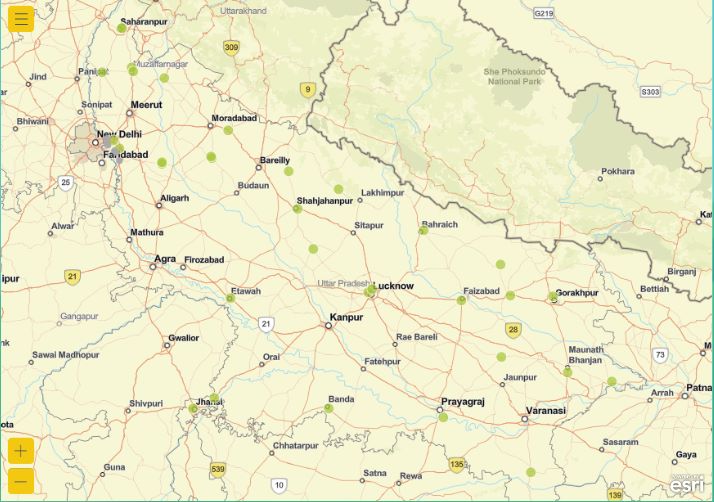 Uttarakhand
G219
Saharanpur
309
She Phoksundo
National Park
Panipat
Muzaffarnagar
Jind
9
S303
Sonipat
Meerut
Bhiwani
Moradabad
New Delhi
Faridabad
Bareilly
Pokhara
25
Budaun
Lakhimpur
Aligarh
Shahjahanpur
Alwar
Mathura
Sitapur
Bahraich
Agra
Firozabad
Birganj
21
Uttar Pradesh
Lucknow
Bettiah
Etawah
Faizabad
Gorakhpur
Gangapur
21
Kanpur
28
Gwalior
Rae Bareli
Sawai Madhopur
Orai
Fatehpur
Maunath
Bhanjan
73
Jaunpur
Patna
Arrah
Shivpuri
Jhansi
Banda
Prayagraj
Varanasi
Chhatarpur
Sasaram
Gaya
Guna
539
Satna
Rewa
135
10
139
esri